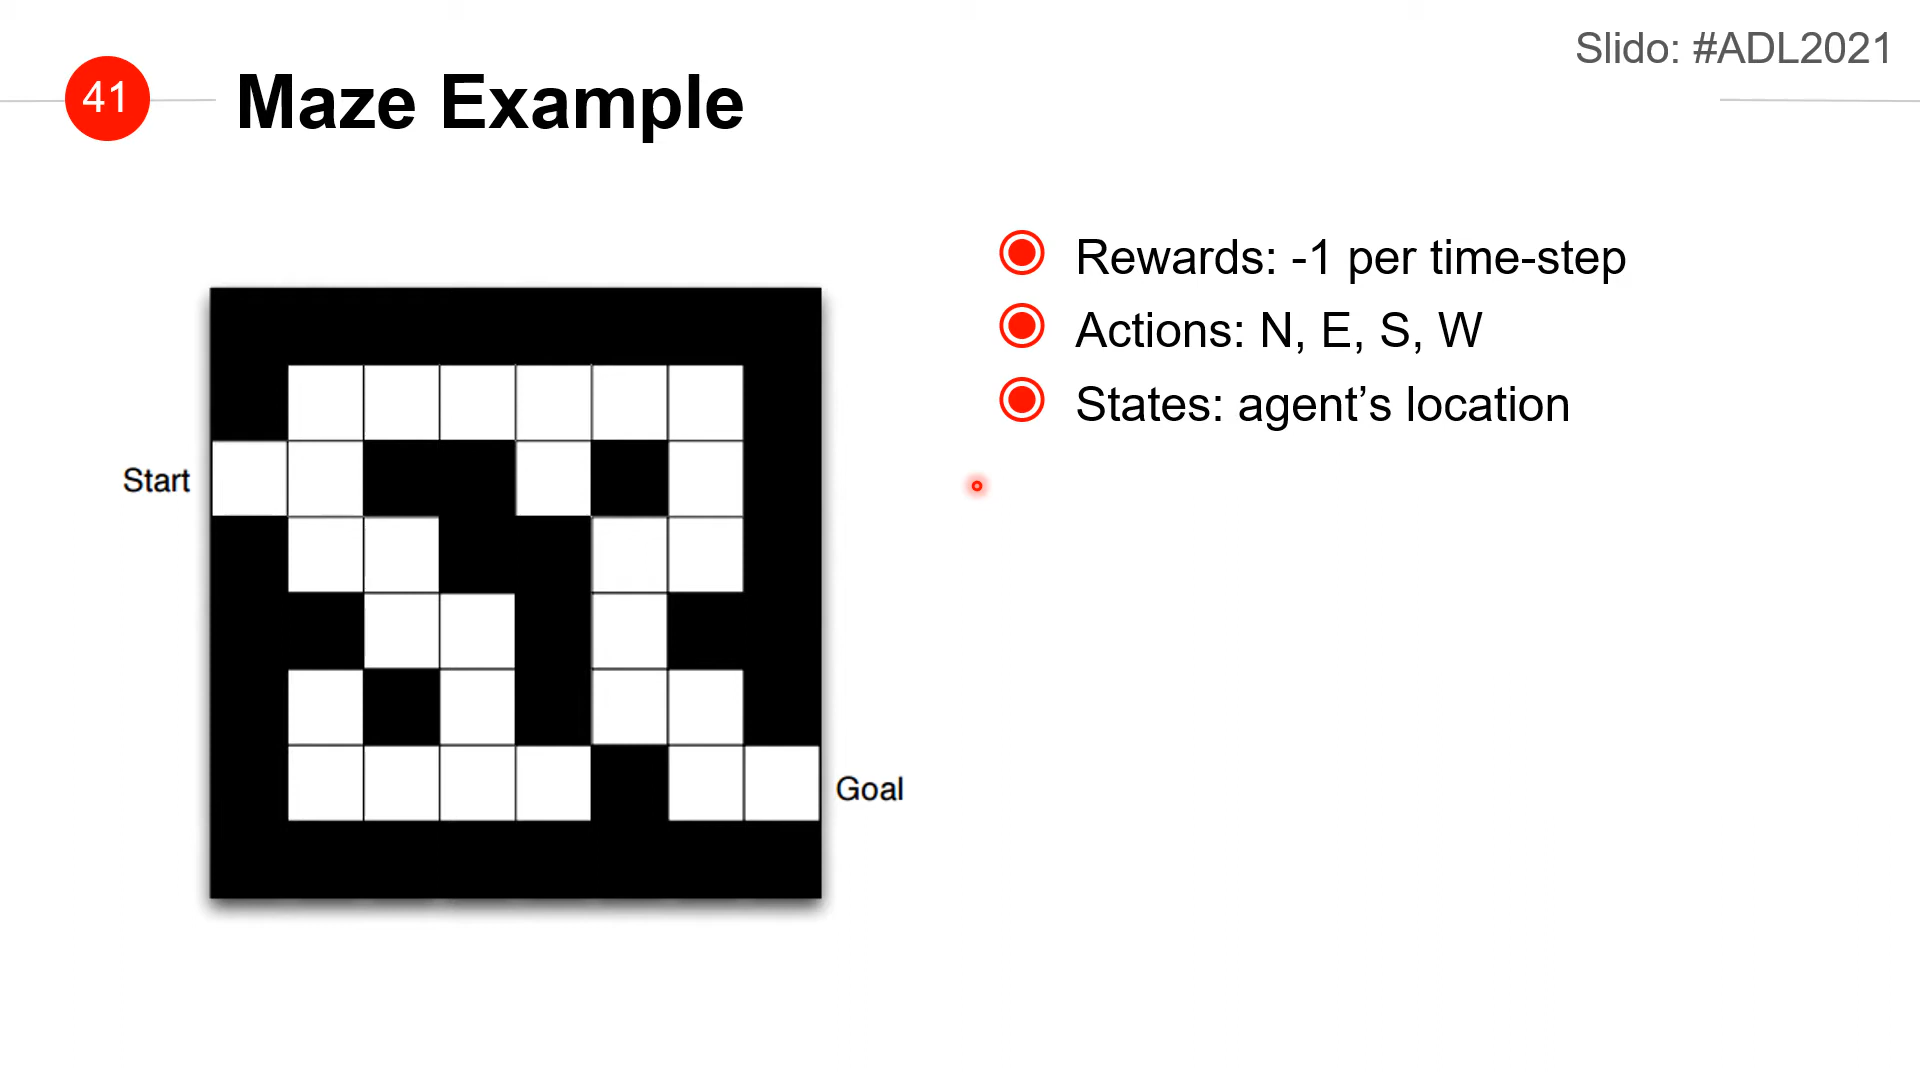 Slido: #ADL2021
41
Maze Example
Rewards: -1 per time-step
Actions: N, E, S, W
States: agent’s location
Start
Goal